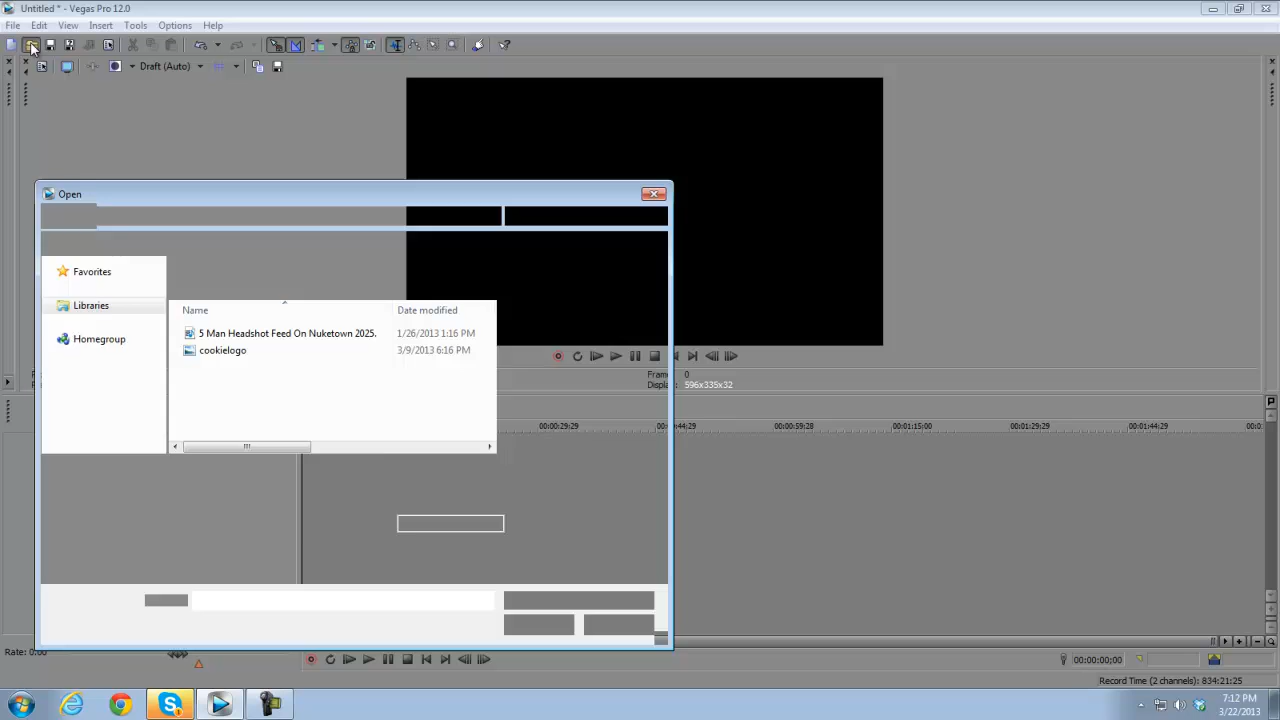 Untitled * - Vegas Pro 12.0
File Edit View Insert Tools Options Help
Draft (Auto)
Open
Favorites
Libraries
Homegroup
Name Date modified
5 Man Headshot Feed On Nuketown 2025. 1/26/2013 1:16 PM
cookielogo 3/9/2013 6:16 PM
Frame: 0
Display: 596x335x32
00:00:29:29 00:00:44:29 00:00:59:28 00:01:15:00 00:01:29:29 00:01:44:29 00:0
Rate: 0.00
00:00:00;00
Record Time (2 channels): 834:21:25
7:12 PM
3/22/2013